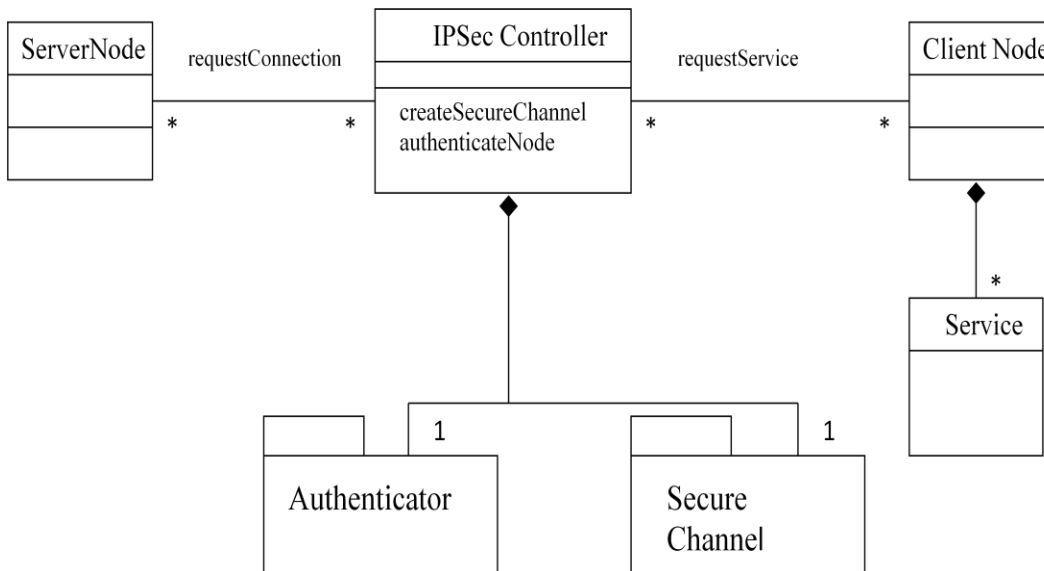 ServerNode
requestConnection
*
*
IPSec Controller
createSecureChannel
authenticateNode
requestService
*
*
Client Node
*
Service
1
1
Authenticator
Secure
Channel